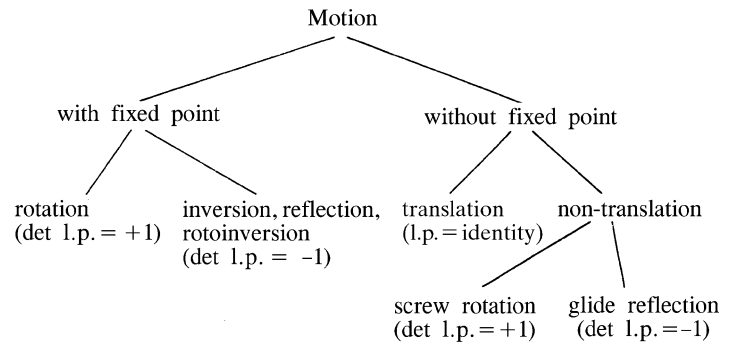 Motion
with fixed point
without fixed point
rotation
(det l.p. = +1)
inversion, reflection,
rotoinversion
(det l.p. = -1)
translation
(l.p. = identity)
non-translation
screw rotation
(det l.p. = +1)
glide reflection
(det l.p. = -1)